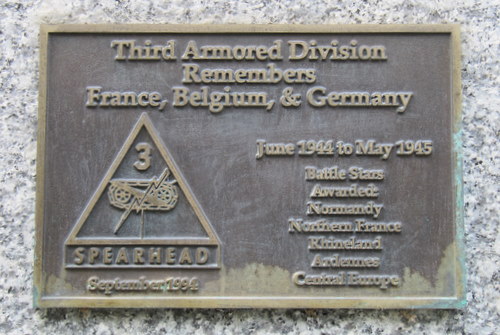 Third Armored Division
Remembers
France, Belgium, & Germany
3
SPEARHEAD
September 1994
June 1944 to May 1945
Battle Stars
Awarded:
Normandy
Northern France
Rhineland
Ardennes
Central Europe